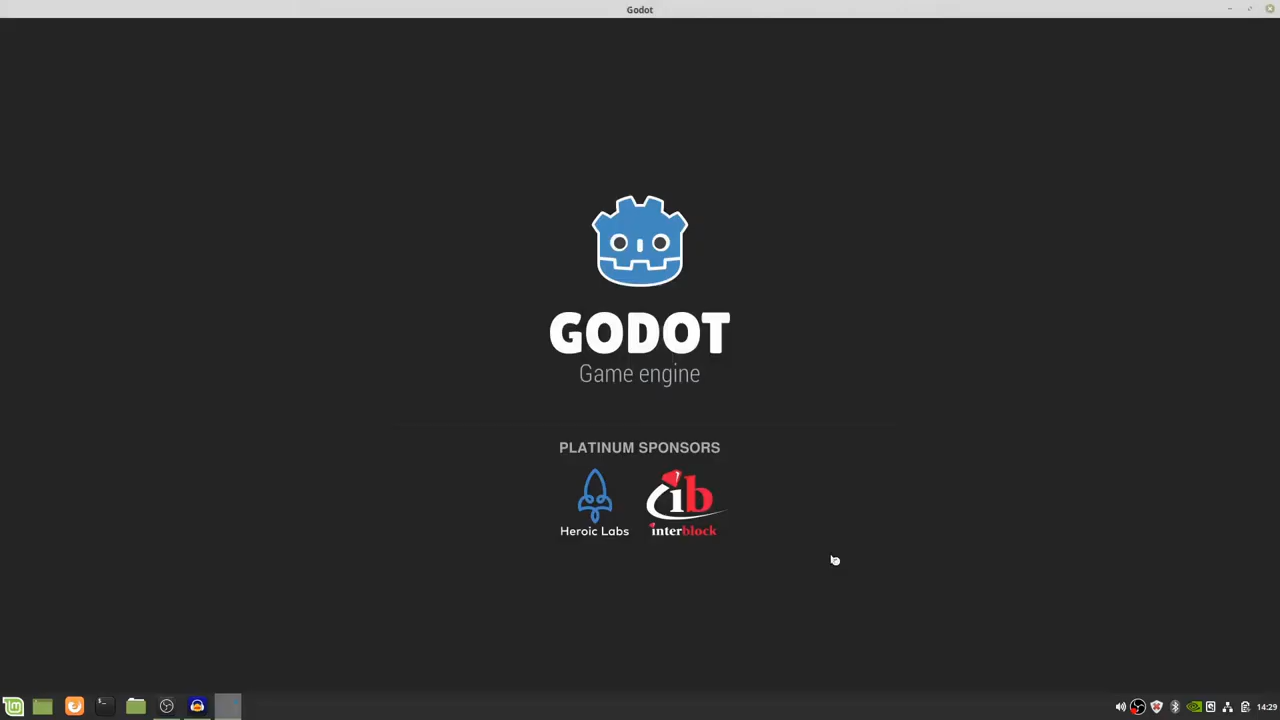 Godot
GODOT
Game engine
PLATINUM SPONSORS
Heroic Labs
ib
interblock
14:29